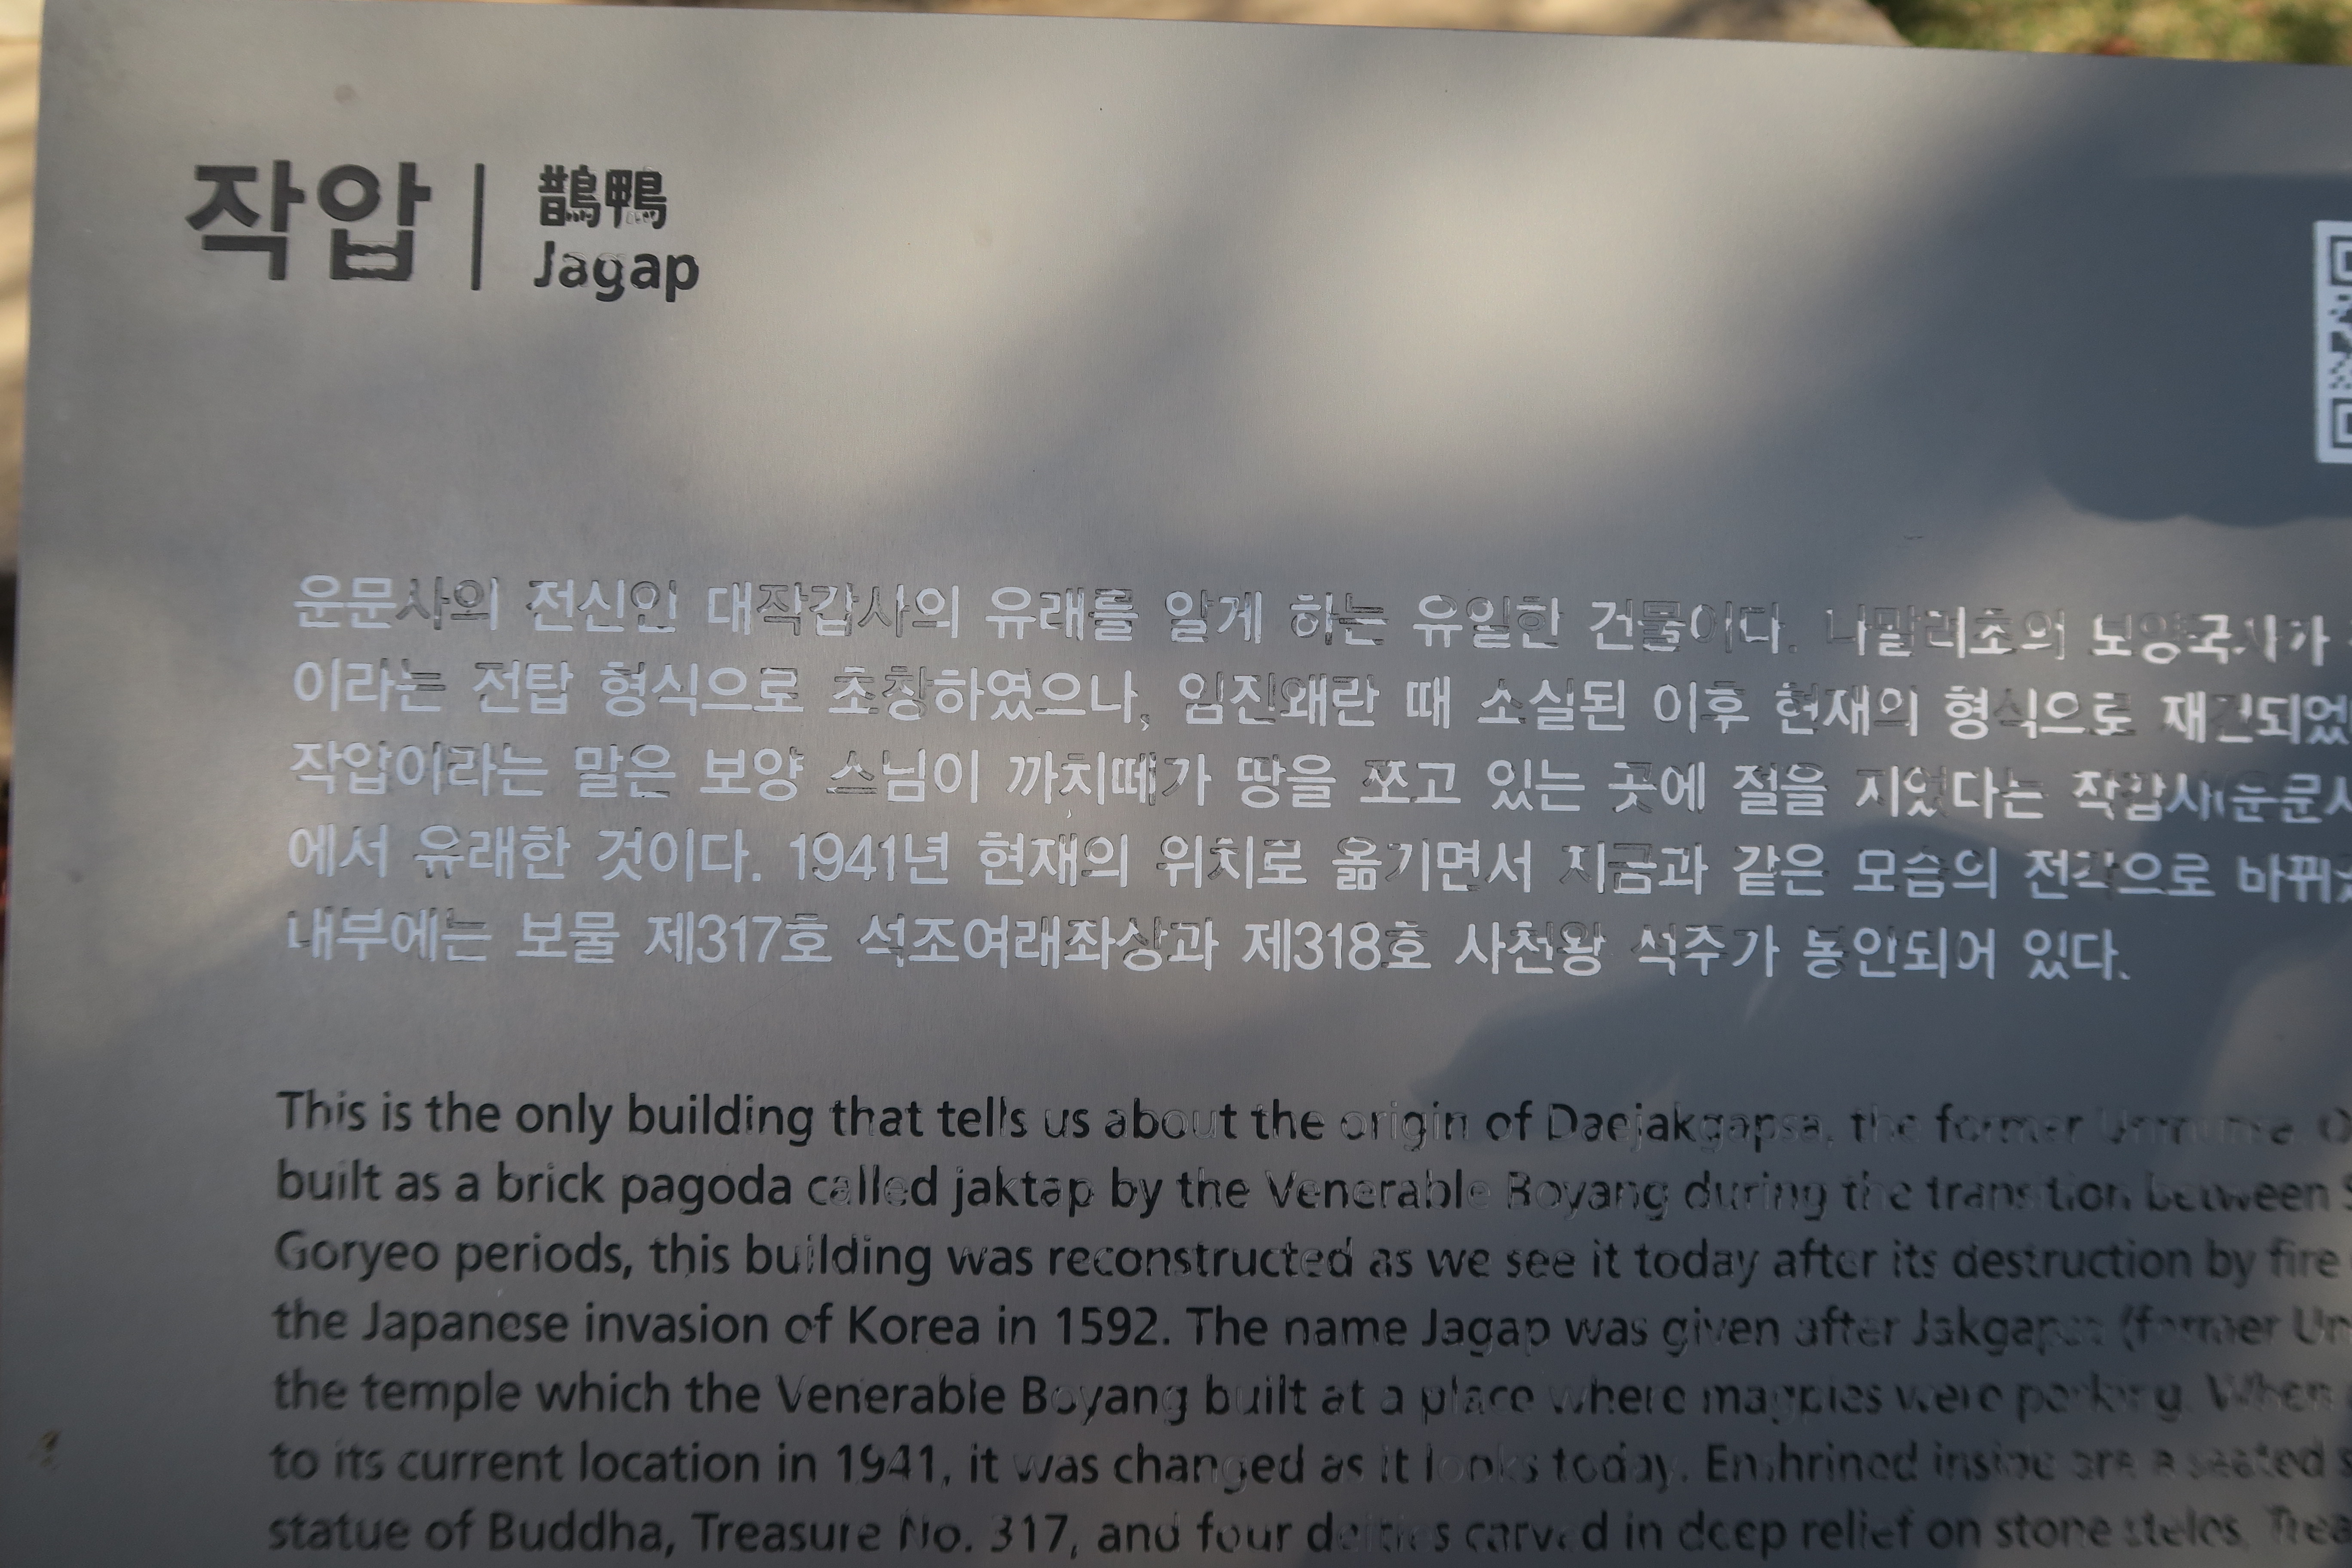 작압
鵲鴨
Jagap
운문사의 전신인 대작갑사의 유래를 알게 하는 유일한 건물이다. 나말려초의 보양국사가
이라는 전탑 형식으로 초창하였으나, 임진왜란 때 소실된 이후 현재의 형식으로 재건되었
작압이라는 말은 보양 스님이 까치떼가 땅을 쪼고 있는 곳에 절을 지었다는 작갑사(운문사
에서 유래한 것이다. 1941년 현재의 위치로 옮기면서 지금과 같은 모습의 전각으로 바뀌
내부에는 보물 제317호 석조여래좌상과 제318호 사천왕 석주가 봉안되어 있다.
This is the only building that tells us about the origin of Daejakgapsa, the former Unmunsa.
built as a brick pagoda called jaktap by the Venerable Boyang during the transition between
Goryeo periods, this building was reconstructed as we see it today after its destruction by fire
the Japanese invasion of Korea in 1592. The name Jagap was given after Jakgapsa (former Un
the temple which the Venerable Boyang built at a place where magpies were pecking. When
to its current location in 1941, it was changed as it looks today. Enshrined inside are a seated
statue of Buddha, Treasure No. 317, and four deities carved in deep relief on stone steles, Trea